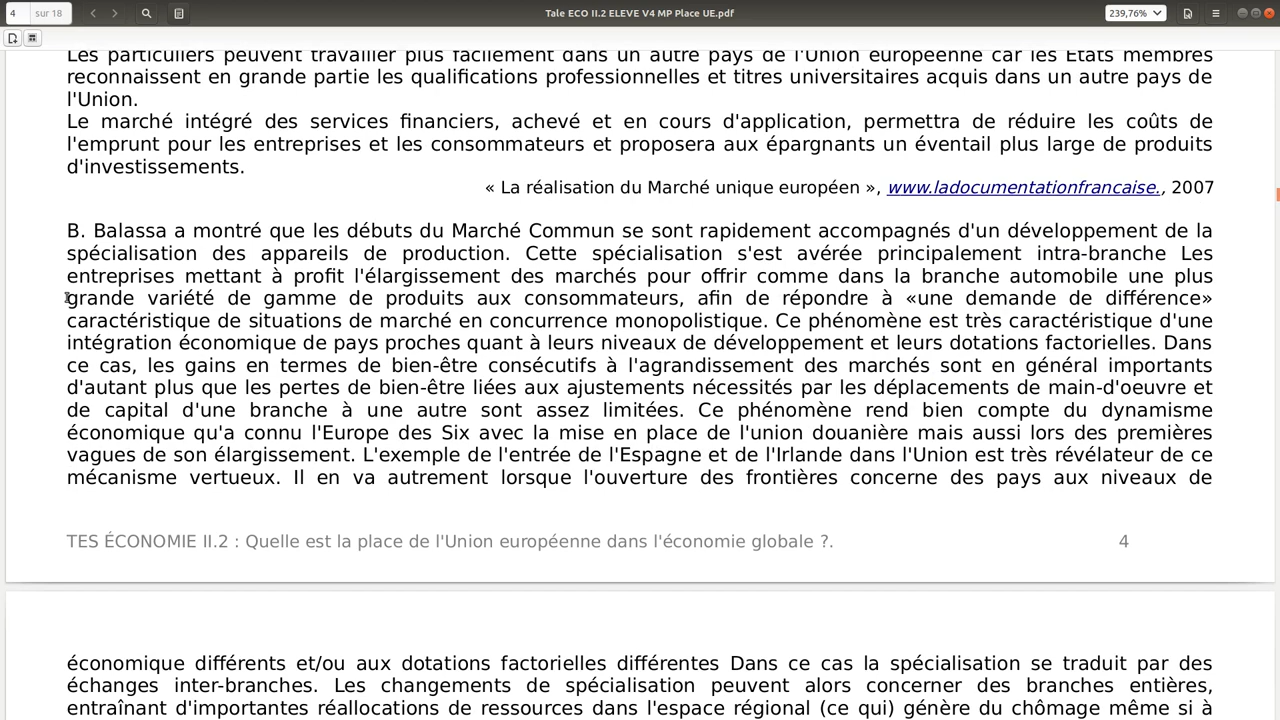 4 sur 18
Tale ECO II.2 ELEVE V4 MP Place UE.pdf
239,76%
Les particuliers peuvent travailler plus facilement dans un autre pays de l'Union européenne car les États membres
reconnaissent en grande partie les qualifications professionnelles et titres universitaires acquis dans un autre pays de
l'Union.
Le marché intégré des services financiers, achevé et en cours d'application, permettra de réduire les coûts de
l'emprunt pour les entreprises et les consommateurs et proposera aux épargnants un éventail plus large de produits
d'investissements.
« La réalisation du Marché unique européen », www.ladocumentationfrancaise., 2007
B. Balassa a montré que les débuts du Marché Commun se sont rapidement accompagnés d'un développement de la
spécialisation des appareils de production. Cette spécialisation s'est avérée principalement intra-branche Les
entreprises mettant à profit l'élargissement des marchés pour offrir comme dans la branche automobile une plus
grande variété de gamme de produits aux consommateurs, afin de répondre à «une demande de différence»
caractéristique de situations de marché en concurrence monopolistique. Ce phénomène est très caractéristique d'une
intégration économique de pays proches quant à leurs niveaux de développement et leurs dotations factorielles. Dans
ce cas, les gains en termes de bien-être consécutifs à l'agrandissement des marchés sont en général importants
d'autant plus que les pertes de bien-être liées aux ajustements nécessités par les déplacements de main-d'oeuvre et
de capital d'une branche à une autre sont assez limitées. Ce phénomène rend bien compte du dynamisme
économique qu'a connu l'Europe des Six avec la mise en place de l'union douanière mais aussi lors des premières
vagues de son élargissement. L'exemple de l'entrée de l'Espagne et de l'Irlande dans l'Union est très révélateur de ce
mécanisme vertueux. Il en va autrement lorsque l'ouverture des frontières concerne des pays aux niveaux de
TES ÉCONOMIE II.2 : Quelle est la place de l'Union européenne dans l'économie globale ?. 4
économique différents et/ou aux dotations factorielles différentes Dans ce cas la spécialisation se traduit par des
échanges inter-branches. Les changements de spécialisation peuvent alors concerner des branches entières,
entraînant d'importantes réallocations de ressources dans l'espace régional (ce qui) génère du chômage même si à